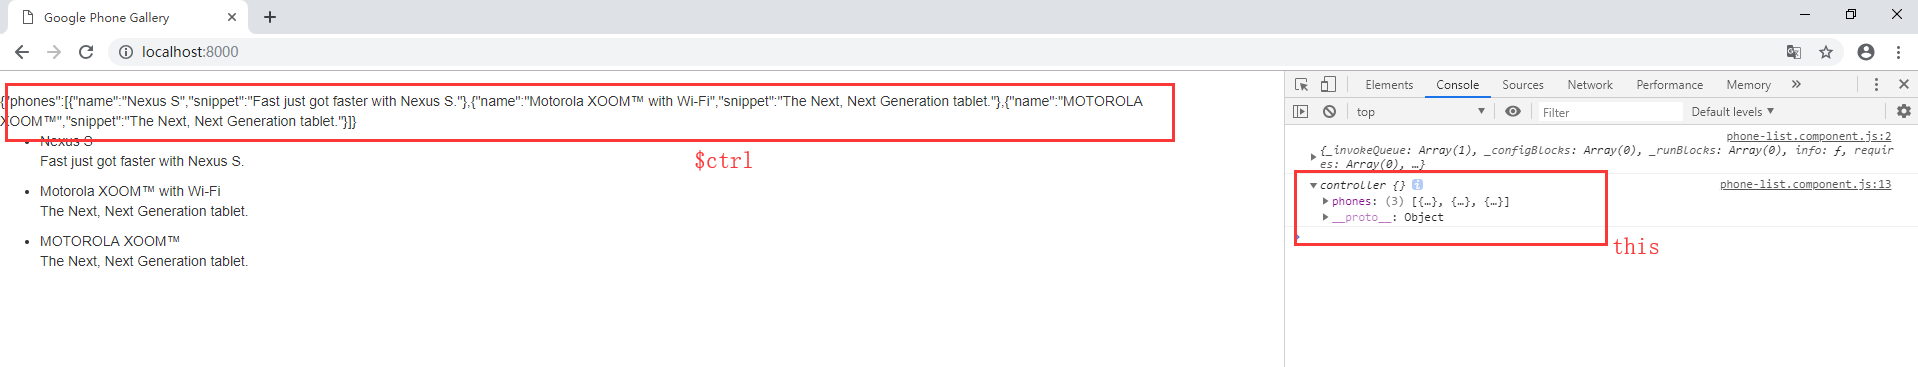 Google Phone Gallery
localhost:8000
{"phones":[{"name":"Nexus S","snippet":"Fast just got faster with Nexus S."},{"name":"Motorola XOOM™ with Wi-Fi","snippet":"The Next, Next Generation tablet."},{"name":"MOTOROLA
XOOM™","snippet":"The Next, Next Generation tablet."}]}
• Nexus S
Fast just got faster with Nexus S.
$ctrl
• Motorola XOOM™ with Wi-Fi
The Next, Next Generation tablet.
• MOTOROLA XOOM™
The Next, Next Generation tablet.
Elements Console Sources Network Performance Memory »
top Filter Default levels ▼
phone-list.component.js:2
{_invokeQueue: Array(1), _configBlocks: Array(0), _runBlocks: Array(0), info: ƒ, requir
es: Array(0), …}
controller {} i phone-list.component.js:13
phones: (3) [{…}, {…}, {…}]
__proto__: Object
this